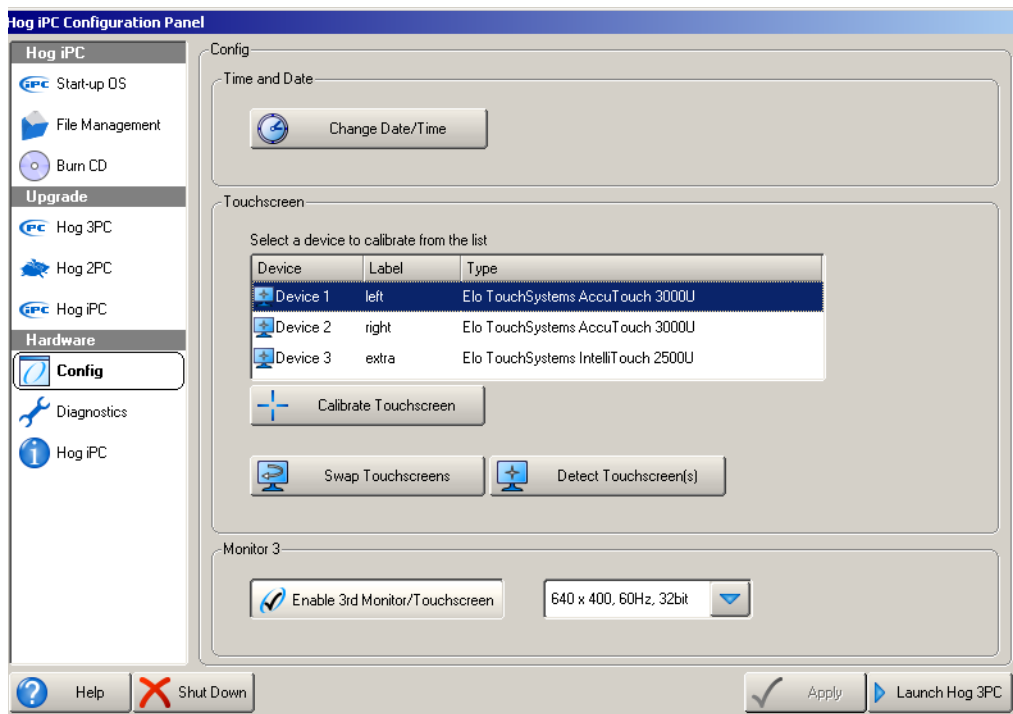 Hog iPC Configuration Panel
Hog iPC
iPC Start-up OS
File Management
Burn CD
Upgrade
PC Hog 3PC
Hog 2PC
iPC Hog iPC
Hardware
Config
Diagnostics
Hog iPC
Config
Time and Date
Change Date/Time
Touchscreen
Select a device to calibrate from the list
Device Label Type
Device 1 left Elo TouchSystems AccuTouch 3000U
Device 2 right Elo TouchSystems AccuTouch 3000U
Device 3 extra Elo TouchSystems IntelliTouch 2500U
Calibrate Touchscreen
Swap Touchscreens Detect Touchscreen(s)
Monitor 3
Enable 3rd Monitor/Touchscreen 640 x 400, 60Hz, 32bit
Help Shut Down Apply Launch Hog 3PC